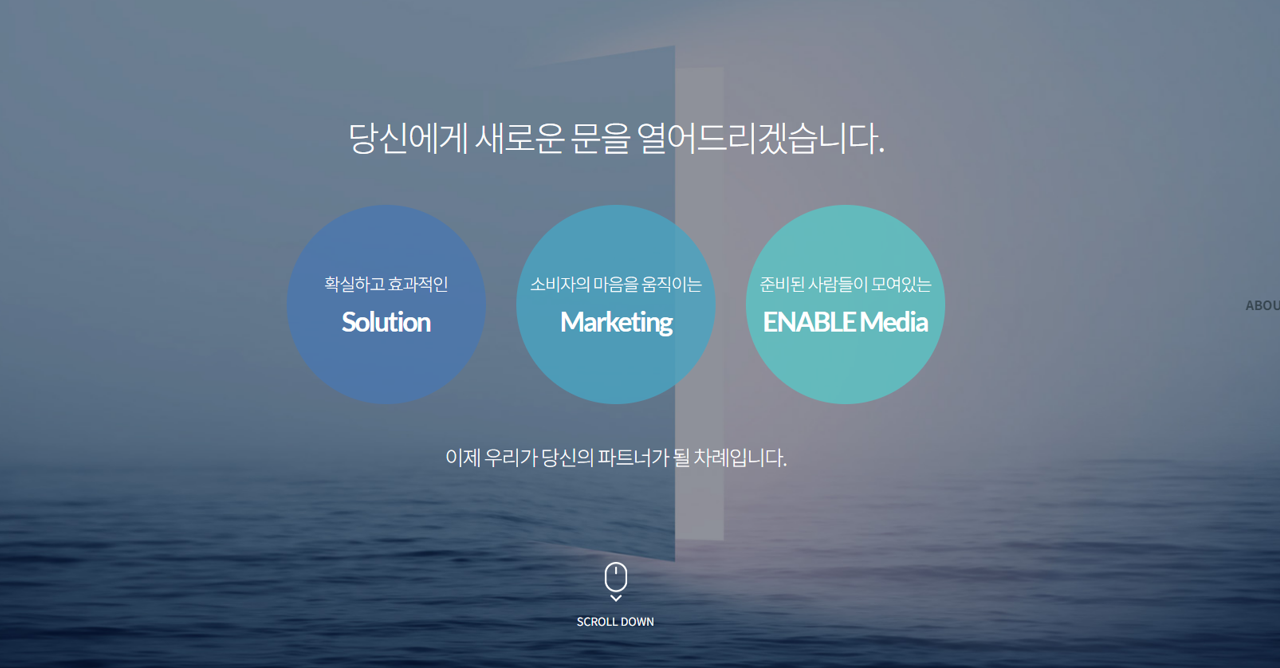 당신에게 새로운 문을 열어드리겠습니다.
확실하고 효과적인
Solution
소비자의 마음을 움직이는
Marketing
준비된 사람들이 모여있는
ENABLE Media
ABOU
이제 우리가 당신의 파트너가 될 차례입니다.
SCROLL DOWN